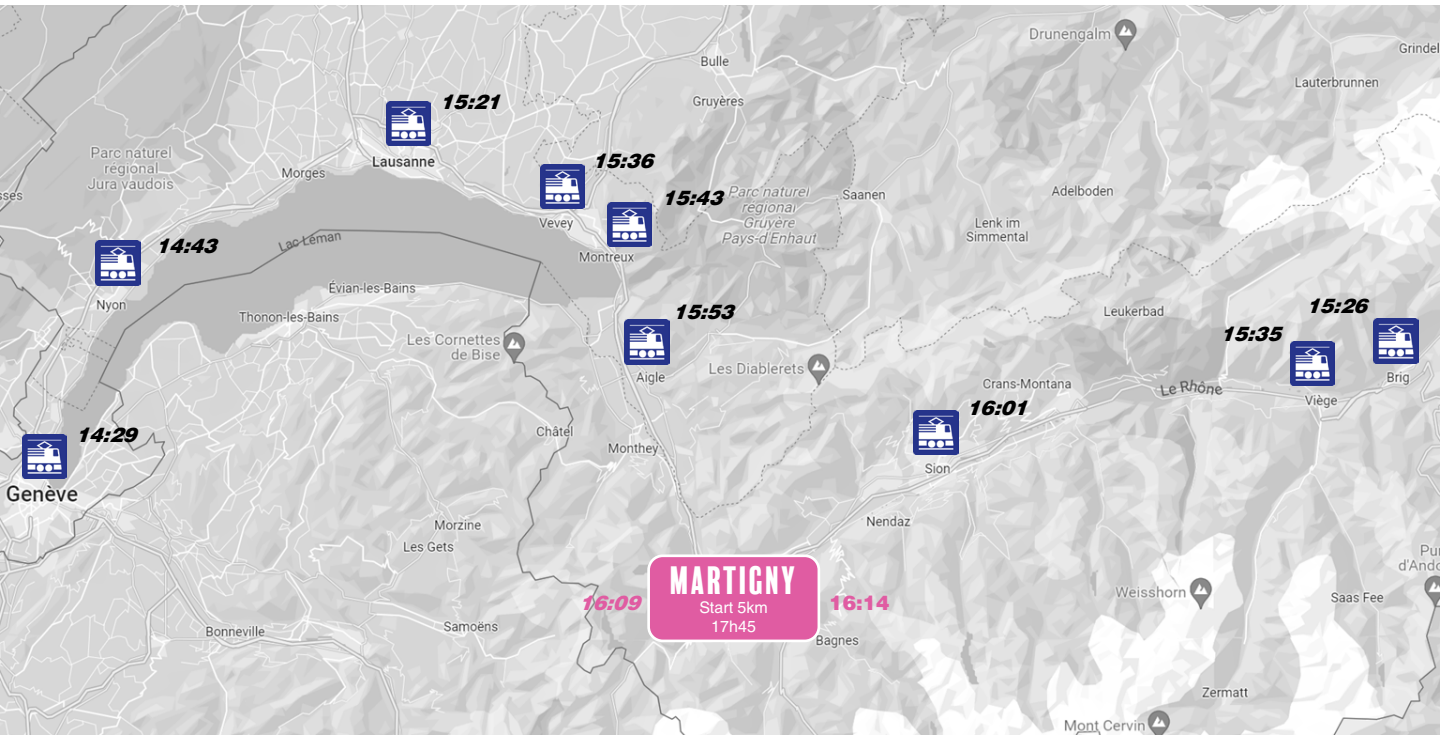 Drunengalm
Grindel
Bulle
Lauterbrunnen
Gruyères
15:21
Lausanne
Parc naturel
régional
Jura vaudois
Morges
15:36
Vevey
15:43
Montreux
Parc naturel
régional
Gruyère
Pays-d'Enhaut
Saanen
Adelboden
Lenk im
Simmental
sses
14:43
Nyon
Lac Léman
Évian-les-Bains
Thonon-les-Bains
Les Cornettes
de Bise
15:53
Aigle
Les Diablerets
Leukerbad
15:26
Brig
15:35
Viège
Le Rhône
Crans-Montana
16:01
Sion
14:29
Genève
Châtel
Monthey
Morzine
Les Gets
Nendaz
MARTIGNY
Start 5km
17h45
16:09
16:14
Bagnes
Samoëns
Bonneville
Weisshorn
Pu
d'Ando
Saas Fee
Zermatt
Mont Cervin